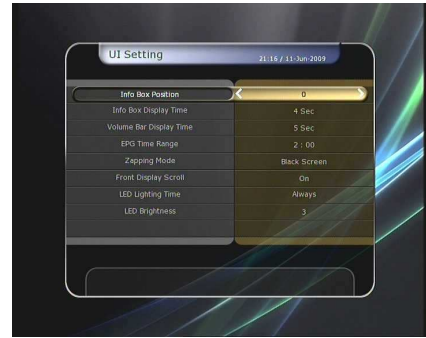 UI Setting 21:16 / 11-Jun-2009
Info Box Position 0
Info Box Display Time 4 Sec
Volume Bar Display Time 5 Sec
EPG Time Range 2 : 00
Zapping Mode Black Screen
Front Display Scroll On
LED Lighting Time Always
LED Brightness 3